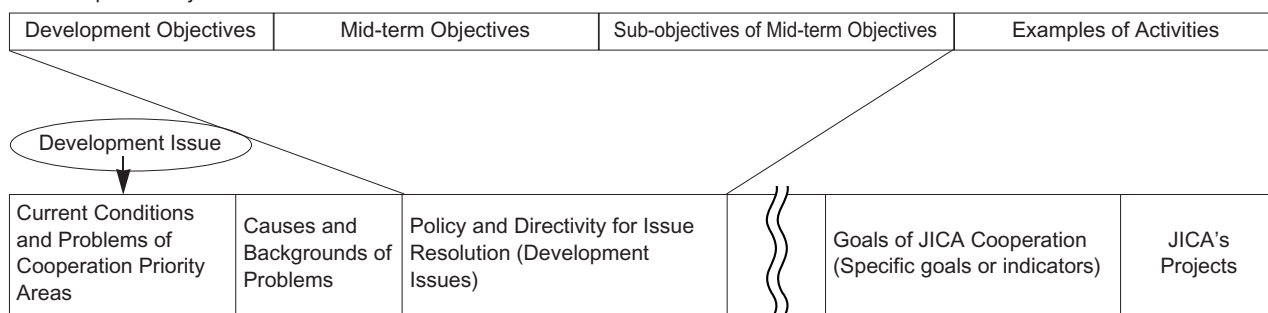 Development Objectives
Mid-term Objectives
Sub-objectives of Mid-term Objectives
Examples of Activities
Development Issue
Current Conditions
and Problems of
Cooperation Priority
Areas
Causes and
Backgrounds of
Problems
Policy and Directivity for Issue
Resolution (Development
Issues)
Goals of JICA Cooperation
(Specific goals or indicators)
JICA's
Projects